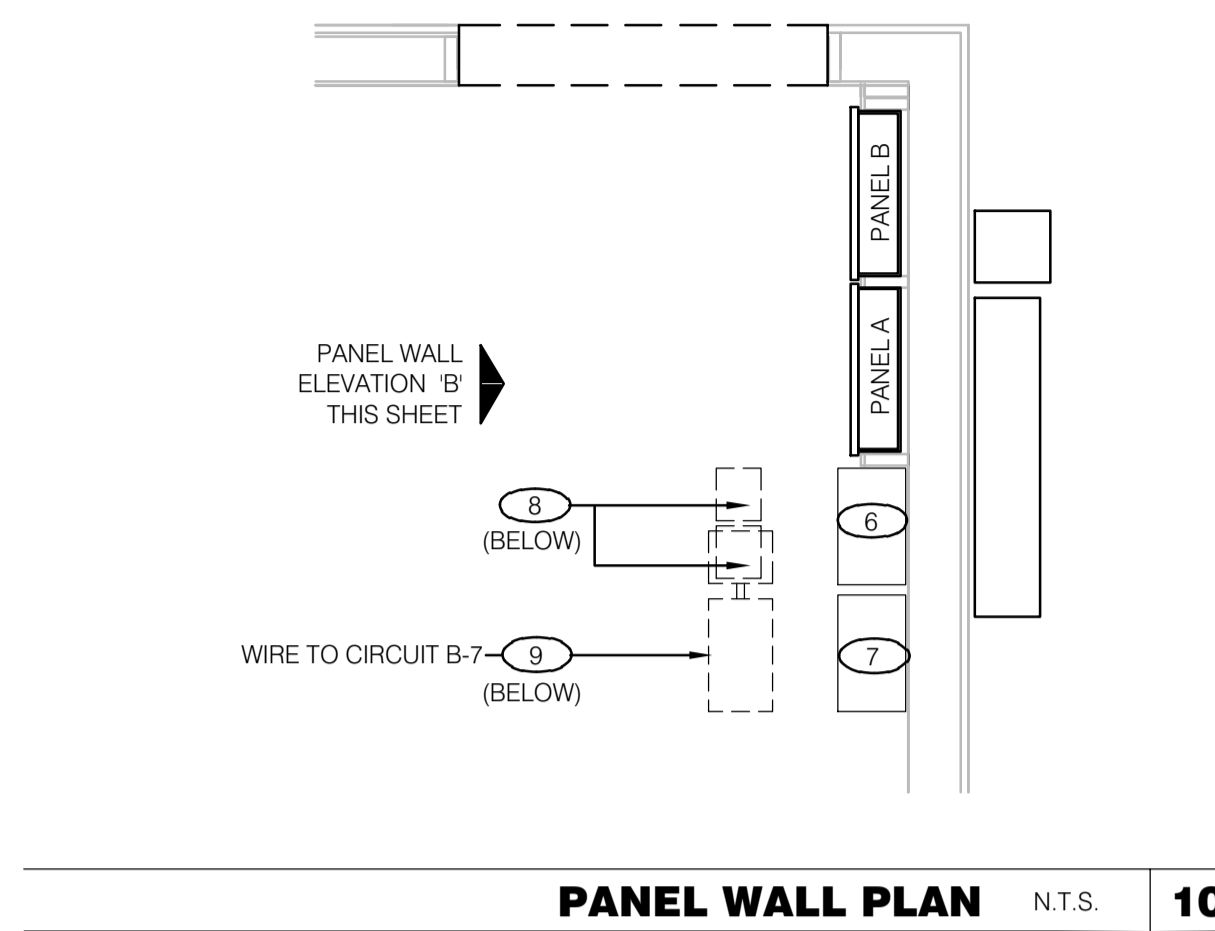 PANEL B
PANEL A
PANEL WALL
ELEVATION 'B'
THIS SHEET
8
(BELOW)
6
WIRE TO CIRCUIT B-7
9
(BELOW)
7
PANEL WALL PLAN
N.T.S.
10